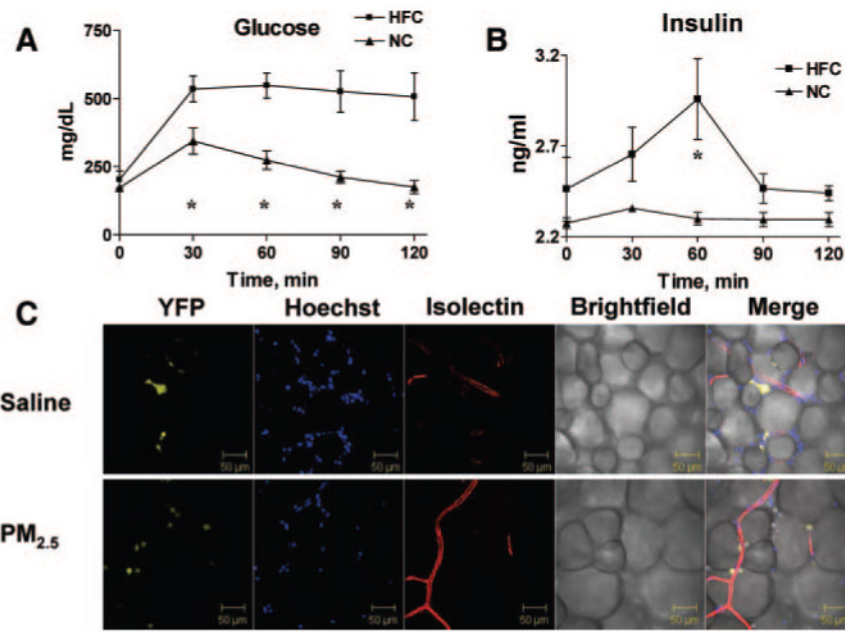 A
Glucose
HFC
NC
mg/dL
750
500
250
0
* * * *
0 30 60 90 120
Time, min
B
Insulin
HFC
NC
ng/ml
3.2
2.7
2.2
*
0 30 60 90 120
Time, min
C
YFP Hoechst Isolectin Brightfield Merge
Saline
50 µm 50 µm 50 µm 50 µm 50 µm
PM2.5
50 µm 50 µm 50 µm 50 µm 50 µm